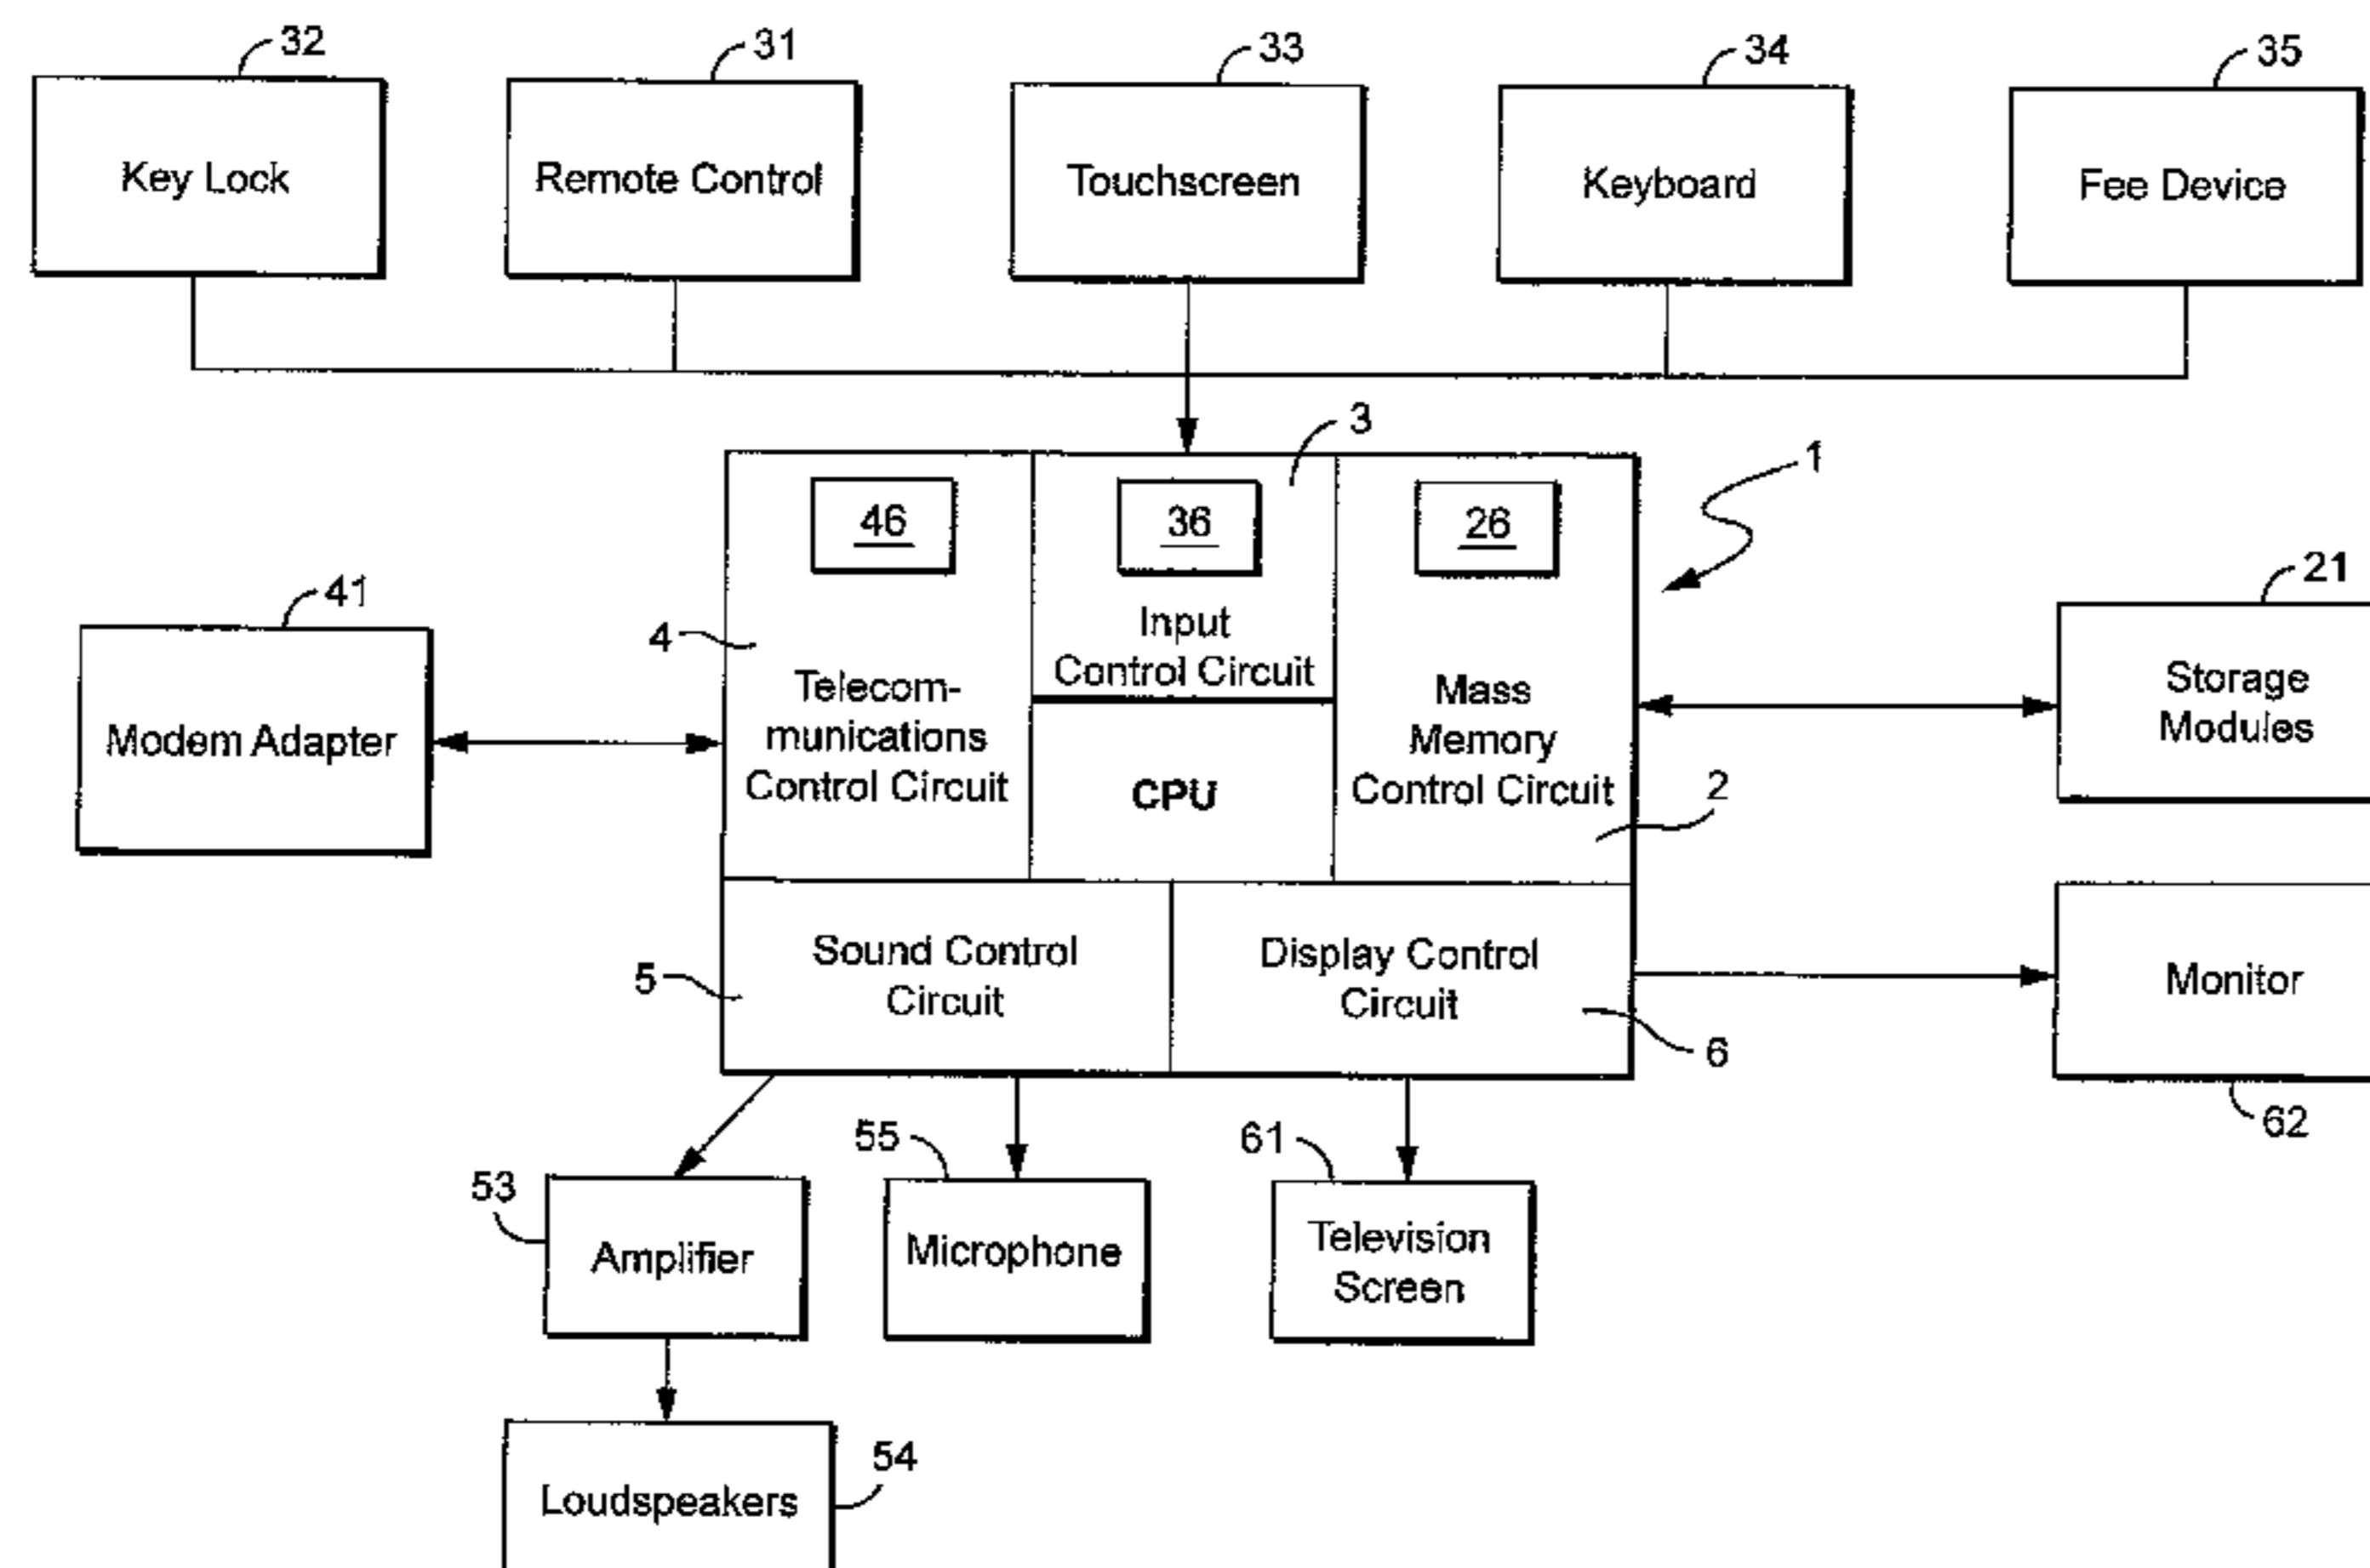 32
31
33
34
35
Key Lock
Remote Control
Touchscreen
Keyboard
Fee Device
3
1
46
36
26
41
21
4
Input
Control Circuit
Telecom-
munications
Control Circuit
Mass
Memory
Control Circuit
Modem Adapter
CPU
Storage
Modules
2
5
Sound Control
Circuit
Display Control
Circuit
6
Monitor
62
53
55
61
Amplifier
Microphone
Television
Screen
Loudspeakers
54